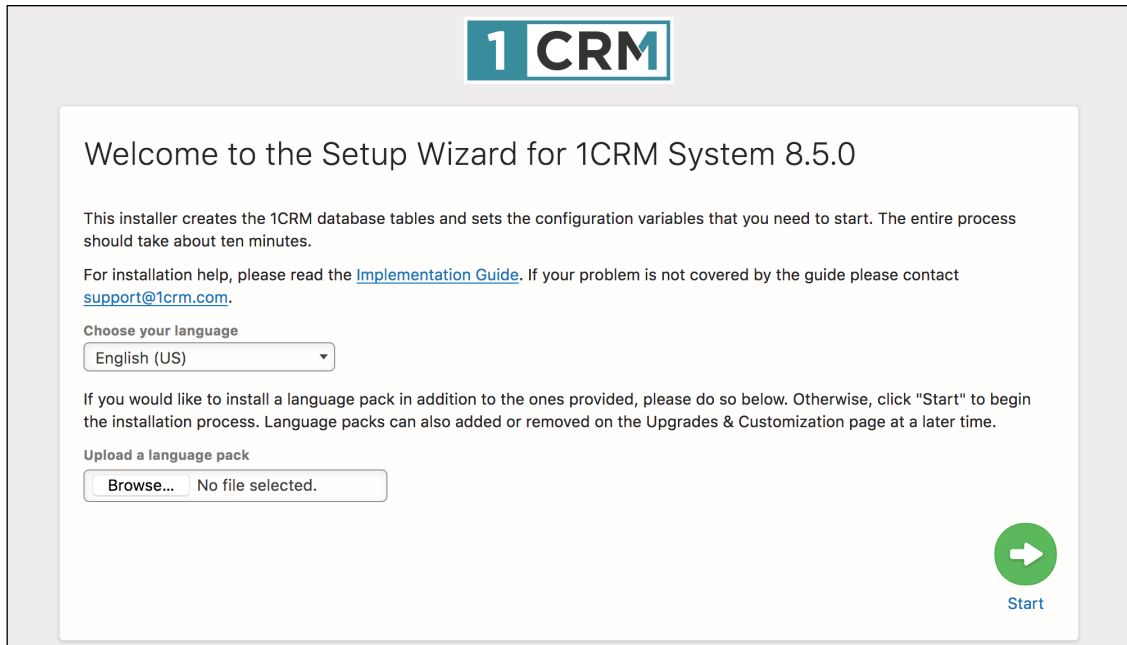 1 CRM
Welcome to the Setup Wizard for 1CRM System 8.5.0
This installer creates the 1CRM database tables and sets the configuration variables that you need to start. The entire process
should take about ten minutes.
For installation help, please read the Implementation Guide. If your problem is not covered by the guide please contact
support@1crm.com.
Choose your language
English (US)
If you would like to install a language pack in addition to the ones provided, please do so below. Otherwise, click "Start" to begin
the installation process. Language packs can also added or removed on the Upgrades & Customization page at a later time.
Upload a language pack
Browse... No file selected.
Start